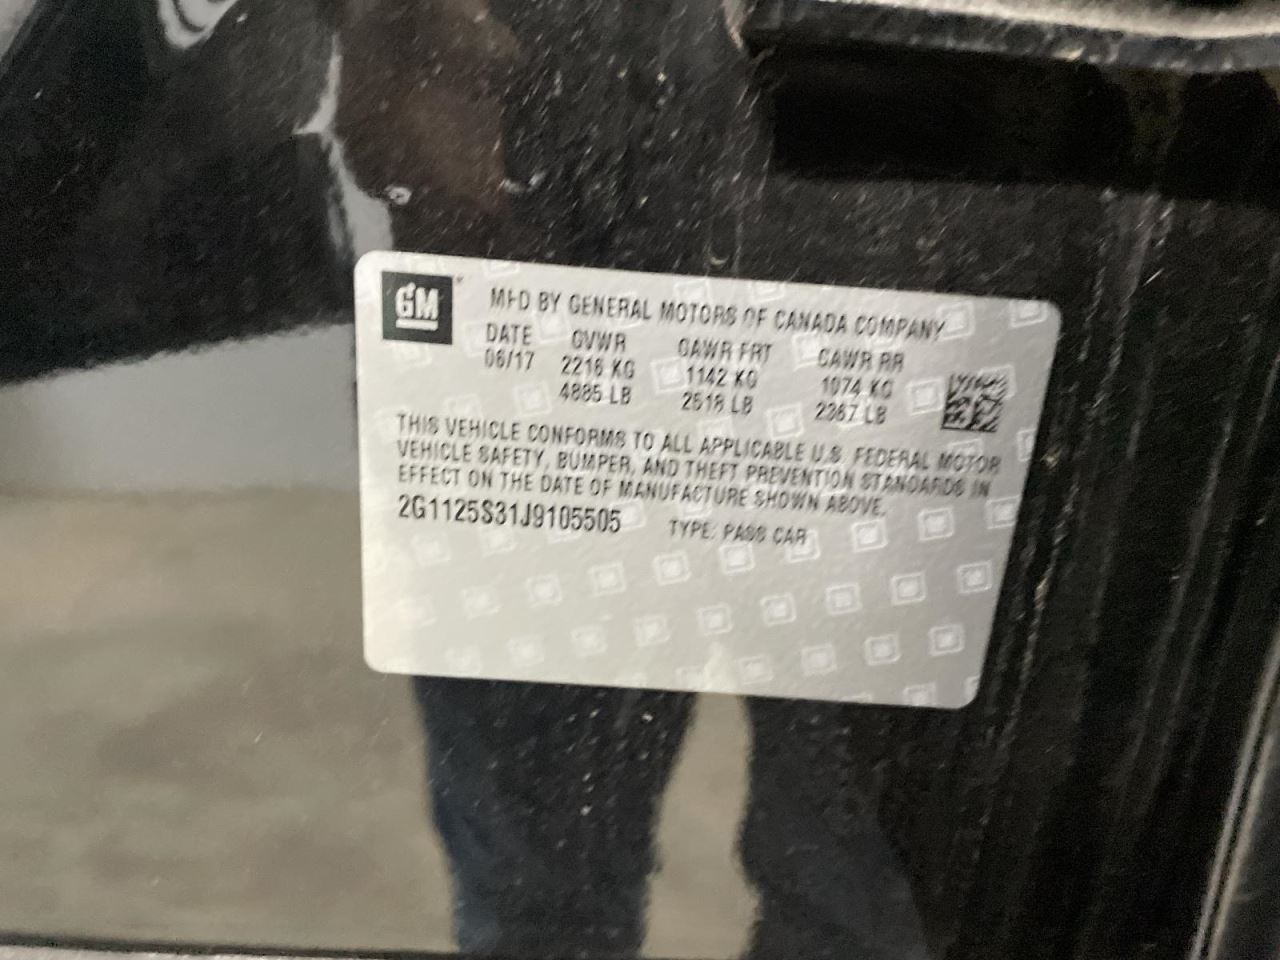 GM
MFD BY GENERAL MOTORS OF CANADA COMPANY
DATE GVWR GAWR FRT GAWR RR
06/17 2216 KG 1142 KG 1074 KG
4885 LB 2518 LB 2367 LB
THIS VEHICLE CONFORMS TO ALL APPLICABLE U.S. FEDERAL MOTOR
VEHICLE SAFETY, BUMPER, AND THEFT PREVENTION STANDARDS IN
EFFECT ON THE DATE OF MANUFACTURE SHOWN ABOVE.
2G1125S31J9105505 TYPE: PASS CAR